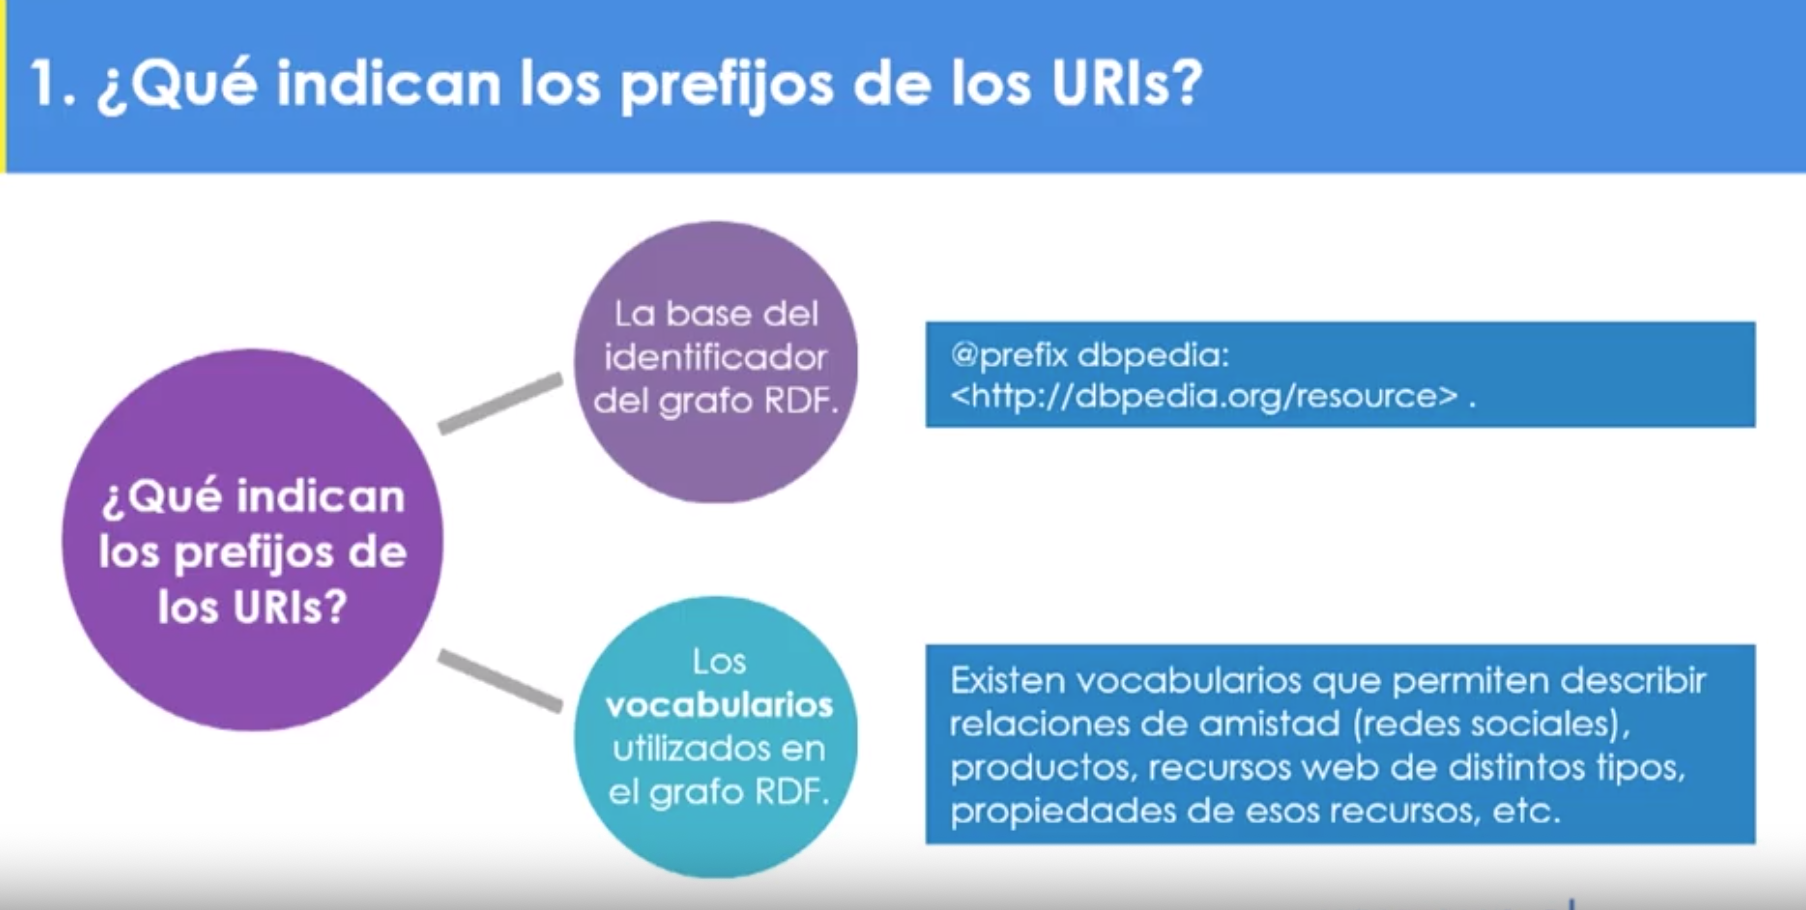 1. ¿Qué indican los prefijos de los URIs?
¿Qué indican
los prefijos de
los URIs?
La base del
identificador
del grafo RDF.
@prefix dbpedia:
<http://dbpedia.org/resource> .
Los
vocabularios
utilizados en
el grafo RDF.
Existen vocabularios que permiten describir
relaciones de amistad (redes sociales),
productos, recursos web de distintos tipos,
propiedades de esos recursos, etc.